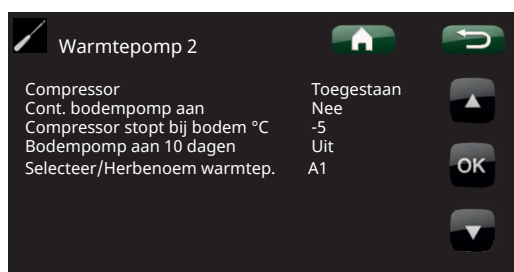 Warmtepomp 2
Compressor Toegestaan
Cont. bodempomp aan Nee
Compressor stopt bij bodem °C -5
Bodempomp aan 10 dagen Uit
Selecteer/Herbenoem warmtep. A1
OK